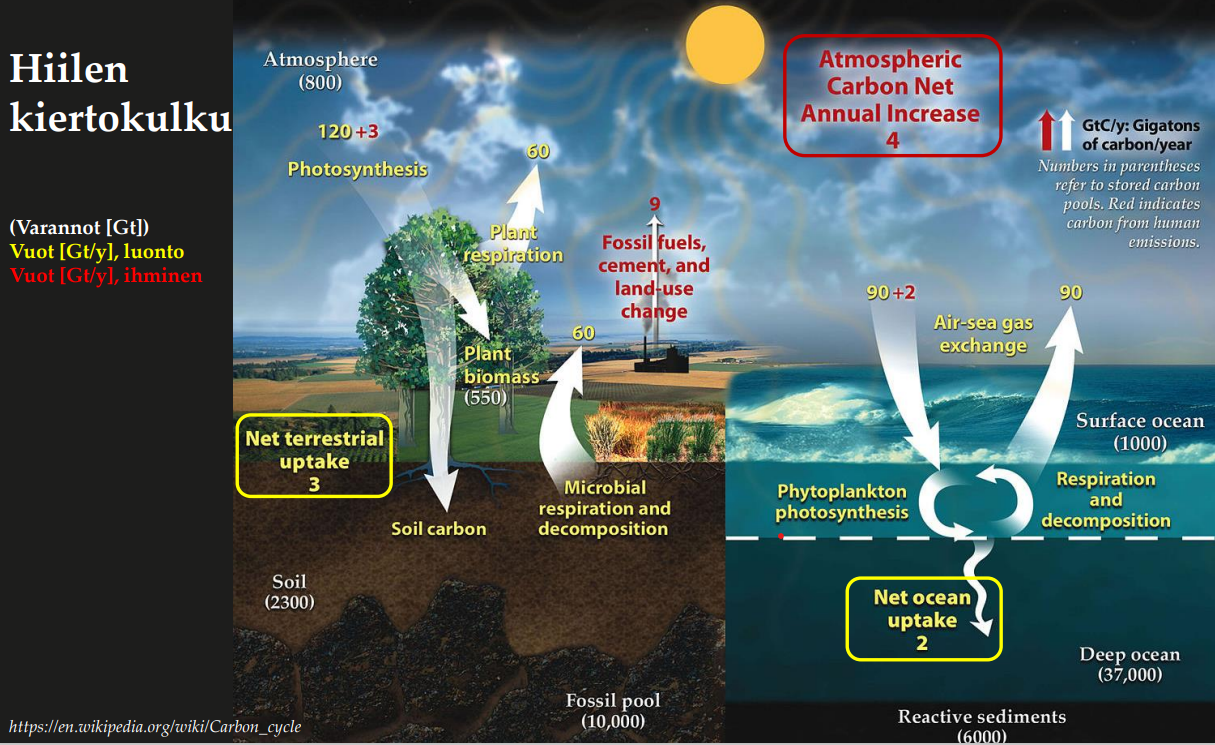 Hiilen
kiertokulku
(Varannot [Gt])
Vuot [Gt/y], luonto
Vuot [Gt/y], ihminen
https://en.wikipedia.org/wiki/Carbon_cycle
Atmosphere
(800)
120 +3
Photosynthesis
60
Plant
respiration
9
Fossil fuels,
cement, and
land-use
change
Atmospheric
Carbon Net
Annual Increase
4
GtC/y: Gigatons
of carbon/year
Numbers in parentheses
refer to stored carbon
pools. Red indicates
carbon from human
emissions.
Plant
biomass
(550)
60
Net terrestrial
uptake
3
Soil carbon
Microbial
respiration and
decomposition
Soil
(2300)
Fossil pool
(10,000)
90 +2
Air-sea gas
exchange
90
Surface ocean
(1000)
Phytoplankton
photosynthesis
Respiration
and
decomposition
Net ocean
uptake
2
Deep ocean
(37,000)
Reactive sediments
(6000)